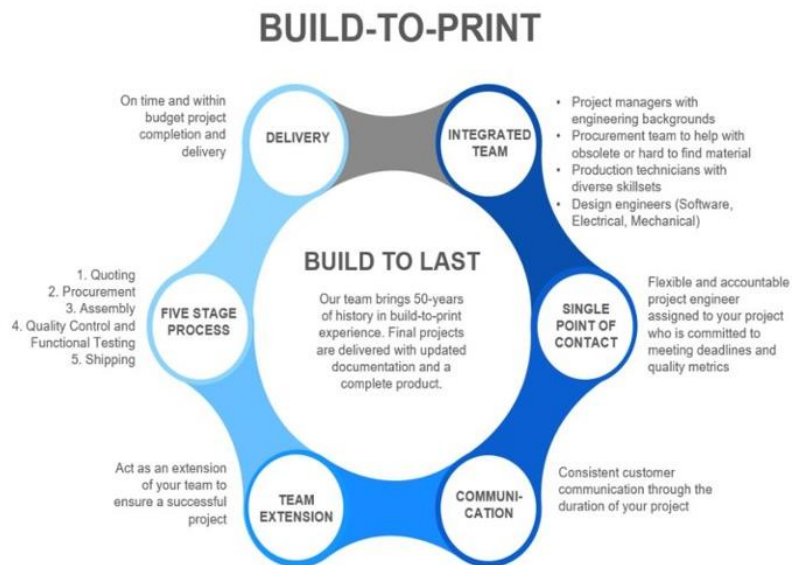 BUILD-TO-PRINT
On time and within
budget project
completion and
delivery
DELIVERY
INTEGRATED
TEAM
• Project managers with
engineering backgrounds
• Procurement team to help with
obsolete or hard to find material
• Production technicians with
diverse skillsets
• Design engineers (Software,
Electrical, Mechanical)
1. Quoting
2. Procurement
3. Assembly
4. Quality Control and
Functional Testing
5. Shipping
FIVE STAGE
PROCESS
BUILD TO LAST
Our team brings 50-years
of history in build-to-print
experience. Final projects
are delivered with updated
documentation and a
complete product.
SINGLE
POINT OF
CONTACT
Flexible and accountable
project engineer
assigned to your project
who is committed to
meeting deadlines and
quality metrics
Act as an extension
of your team to
ensure a successful
project
TEAM
EXTENSION
COMMUNI-
CATION
Consistent customer
communication through the
duration of your project